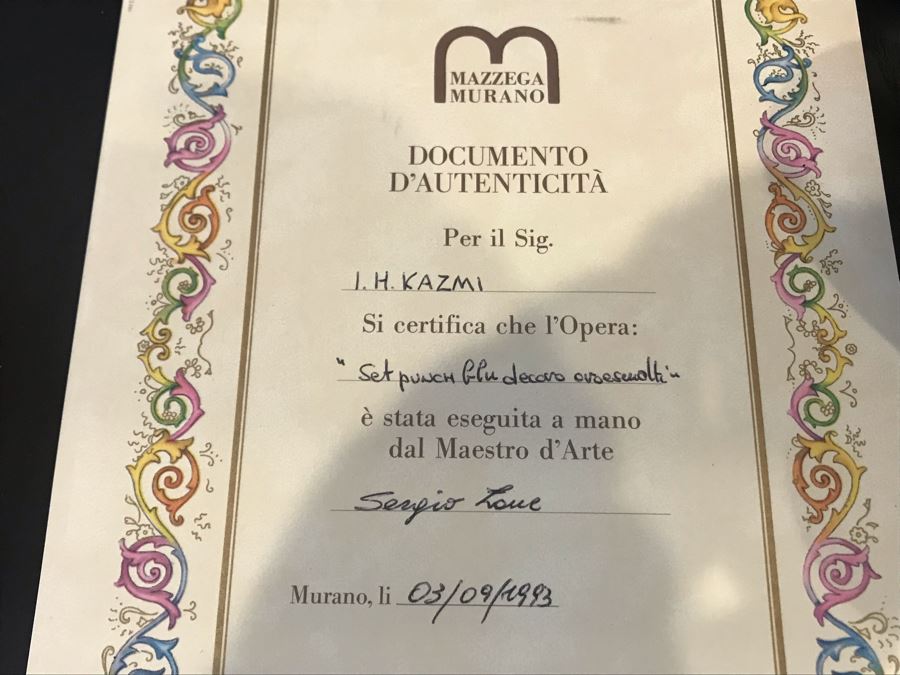 MAZZEGA
MURANO
DOCUMENTO
D'AUTENTICITÀ
Per il Sig.
I. H. KAZMI
Si certifica che l'Opera:
"Set punch blu decoro oroesmalti"
è stata eseguita a mano
dal Maestro d'Arte
Sergio
Murano, li 03/09/1993